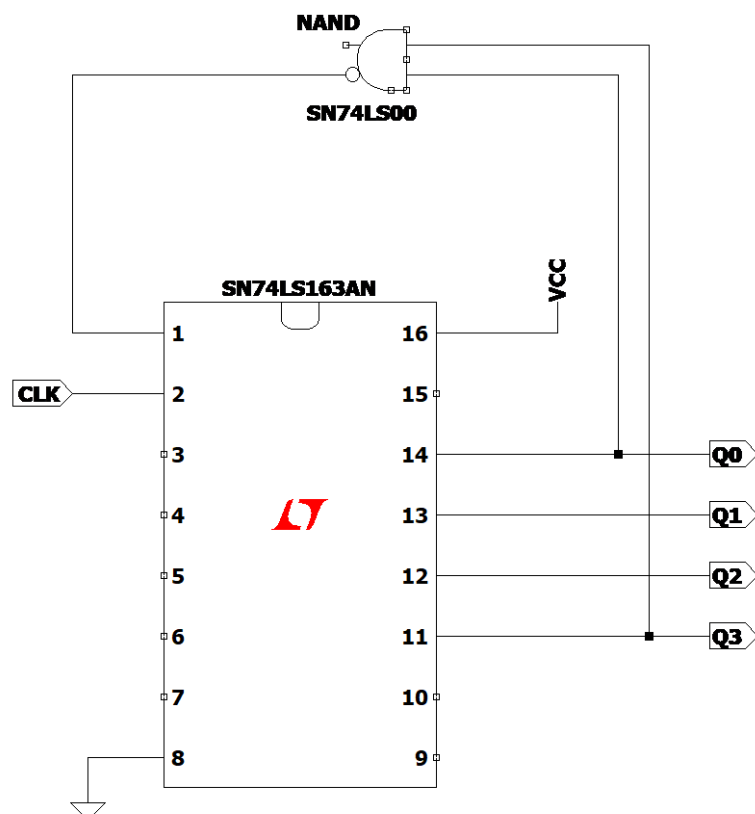 NAND
SN74LS00
SN74LS163AN
VCC
1 16
CLK 2 15
3 14 Q0
4 13 Q1
5 12 Q2
6 11 Q3
7 10
8 9